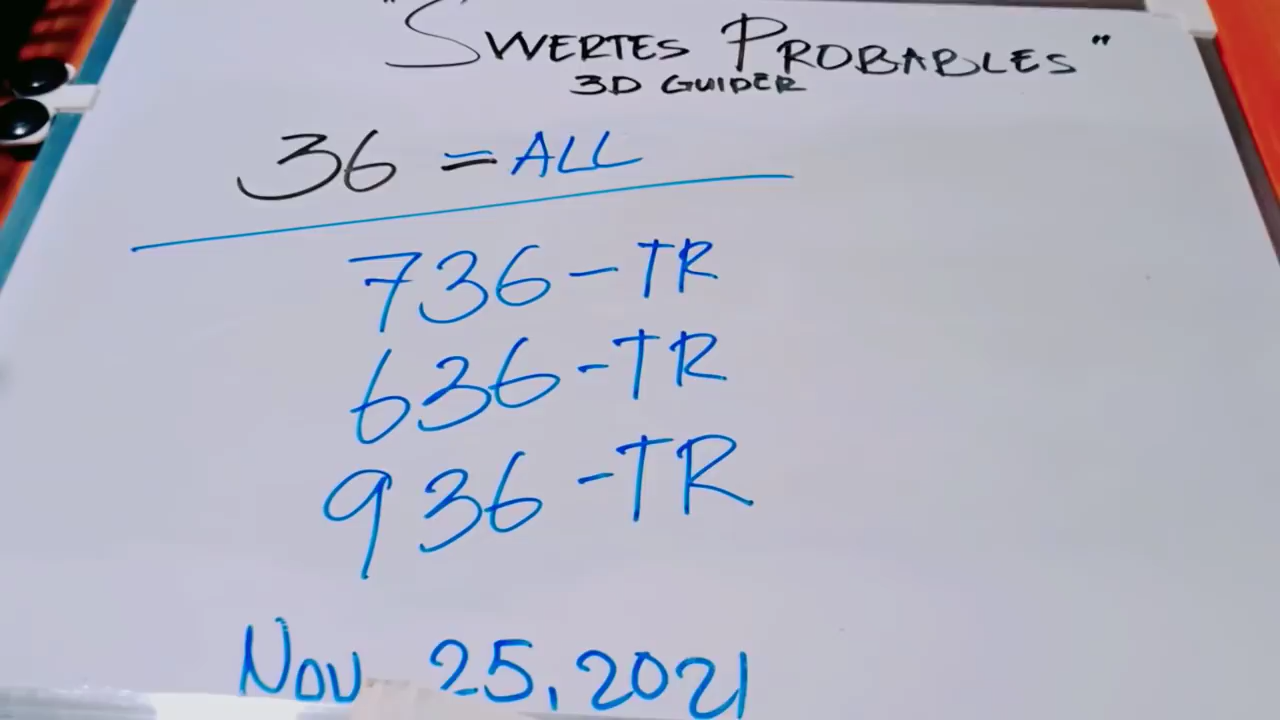 "SWERTES PROBABLES"
3D GUIDER
36 = ALL
736 - TR
636 - TR
936 - TR
NOV 25, 2021